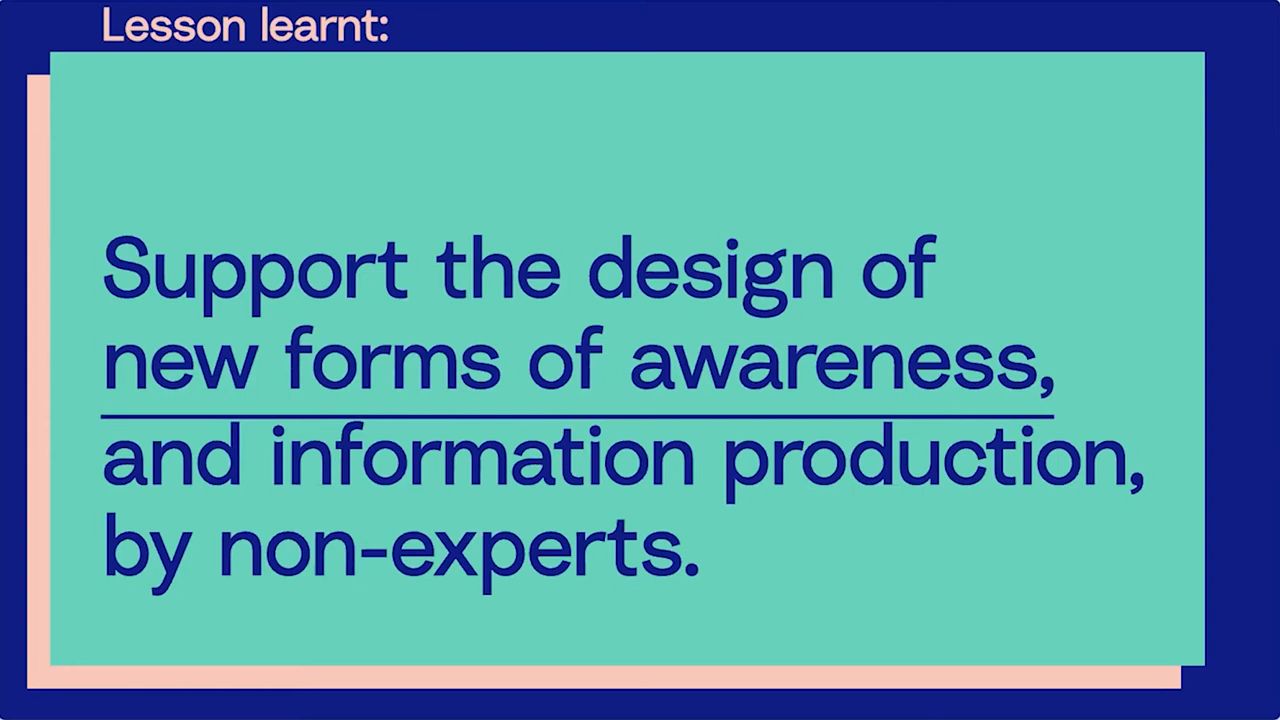 Lesson learnt:
Support the design of
new forms of awareness,
and information production,
by non-experts.